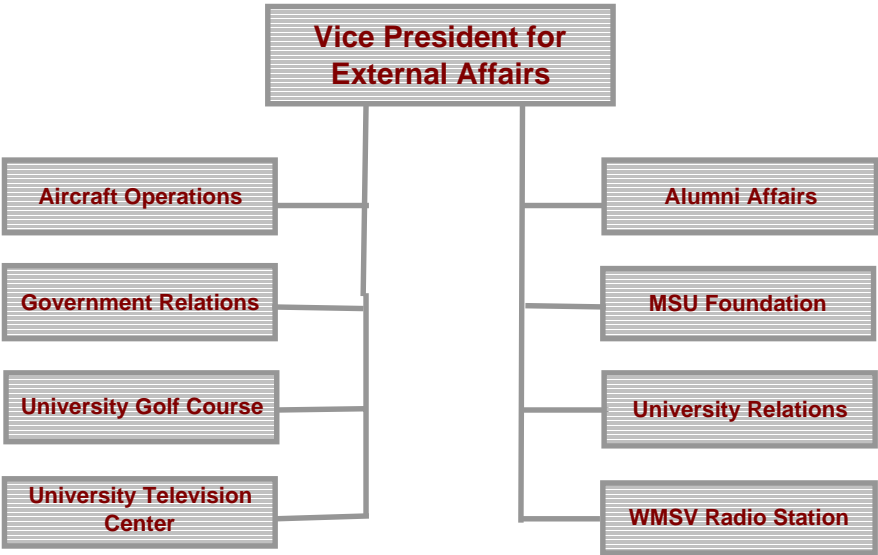 Vice President for
External Affairs
Aircraft Operations
Alumni Affairs
Government Relations
MSU Foundation
University Golf Course
University Relations
University Television
Center
WMSV Radio Station